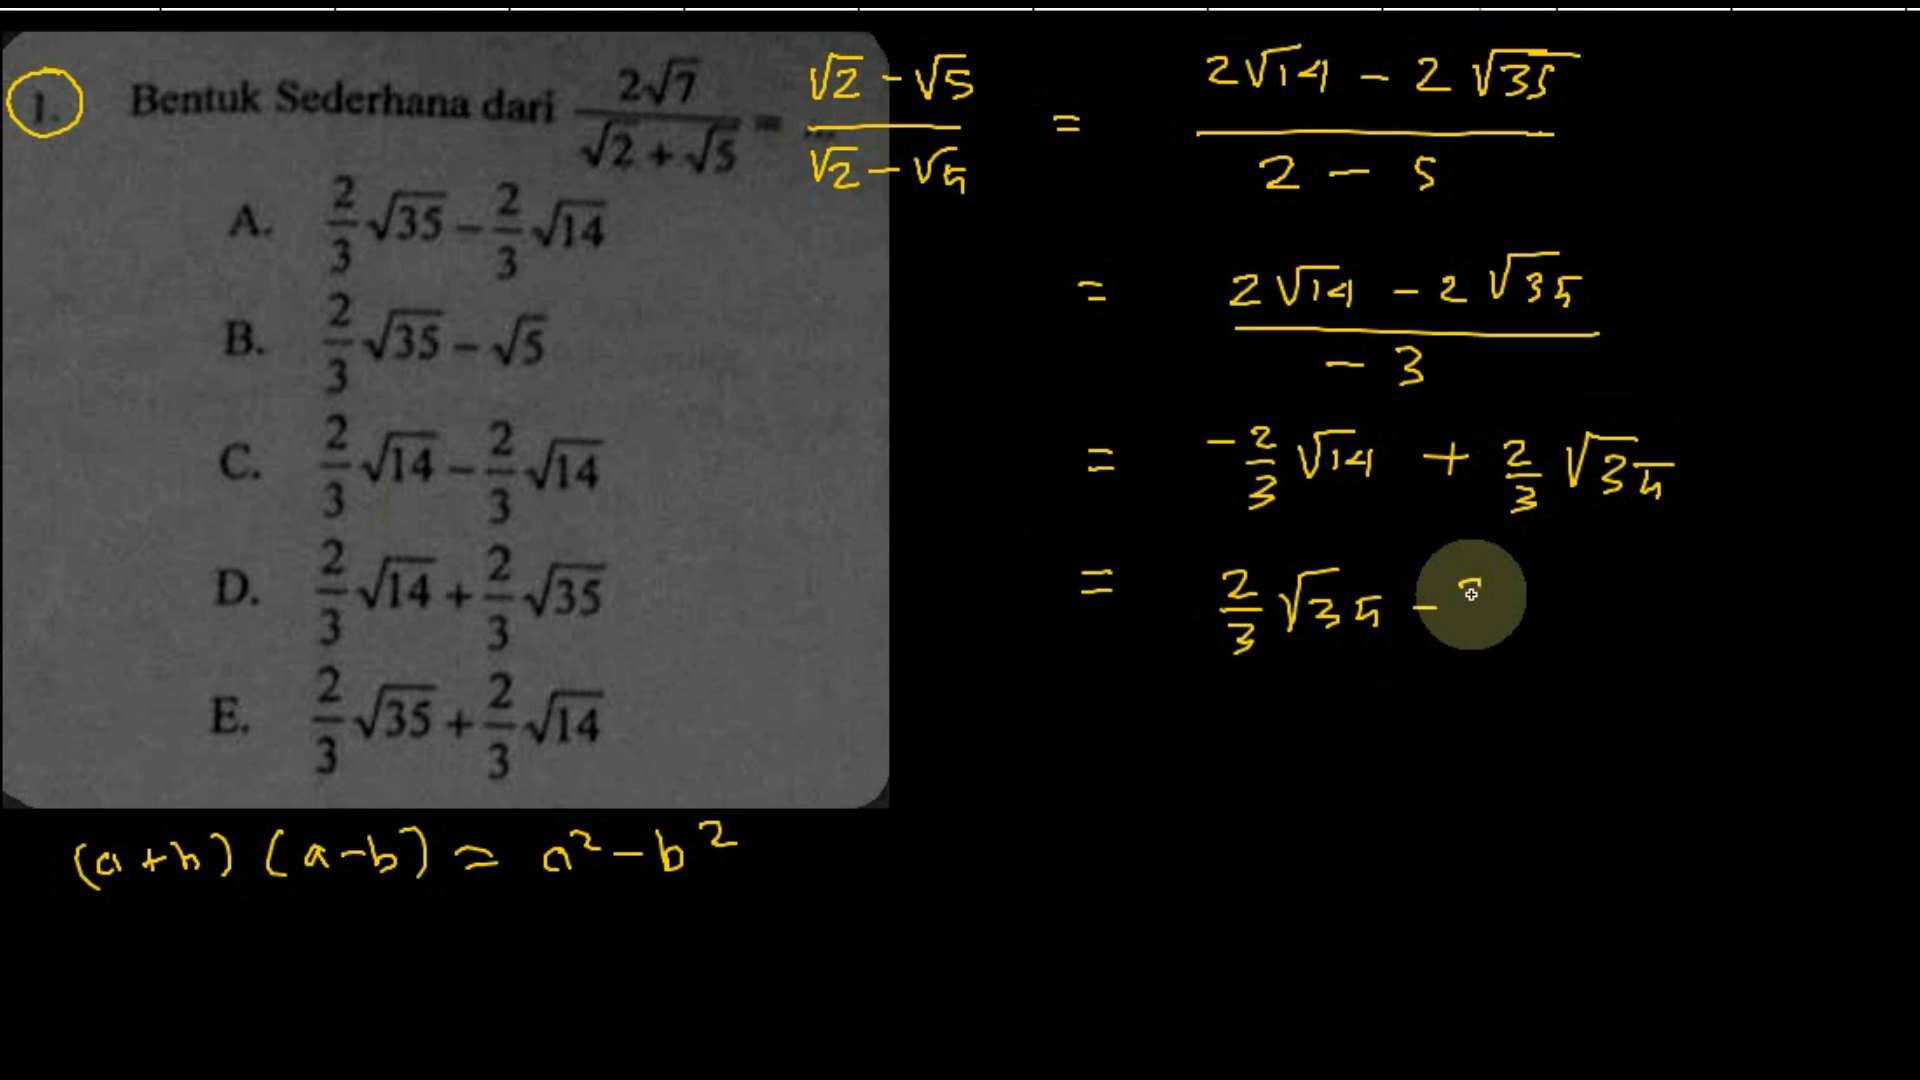 1. Bentuk Sederhana dari 2√7 / (√2 + √5) = ... (√2 - √5) / (√2 - √5) = (2√14 - 2√35) / (2 - 5)
A. 2/3 √35 - 2/3 √14
B. 2/3 √35 - √5
C. 2/3 √14 - 2/3 √14
D. 2/3 √14 + 2/3 √35
E. 2/3 √35 + 2/3 √14
= (2√14 - 2√35) / -3
= -2/3 √14 + 2/3 √35
= 2/3 √35 -
(a+b) (a-b) = a² - b²